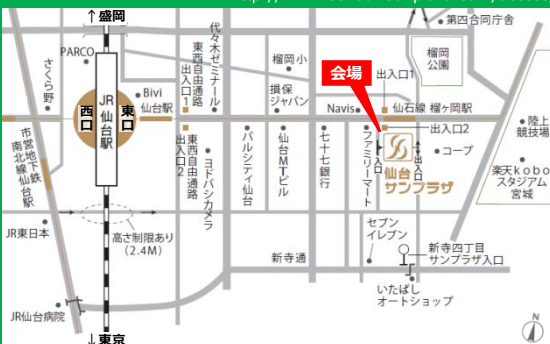 ↑盛岡
第四合同庁舎
PARCO
さくら野
代々木ゼミナール
東西自由通路
出入口1
榴岡小
榴岡
公園
会場
出入口1
Bivi
仙台駅
損保
ジャパン
Navis
仙石線 榴ヶ岡駅
JR
仙台駅
西口
東口
出入口2
陸上
競技場
市営地下鉄
南北線仙台駅
東西自由通路
出入口2
ヨドバシカメラ
パルシティ仙台
仙台MTビル
七十七銀行
ファミリーマート
入口
出入口
コープ
仙台
サンプラザ
楽天kobo
スタジアム
宮城
JR東日本
高さ制限あり
(2.4M)
セブン
イレブン
新寺通
新寺四丁目
サンプラザ入口
いたばし
オートショップ
JR仙台病院
↓東京
N